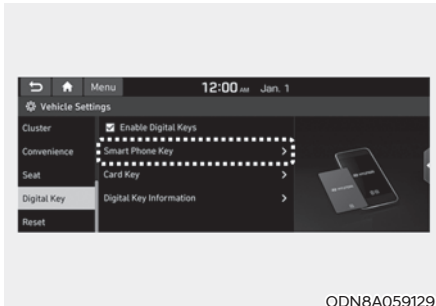 Menu 12:00 AM Jan. 1
Vehicle Settings
Cluster
Enable Digital Keys
Convenience
Smart Phone Key
Seat
Card Key
Digital Key
Digital Key Information
Reset
ODN8A059129